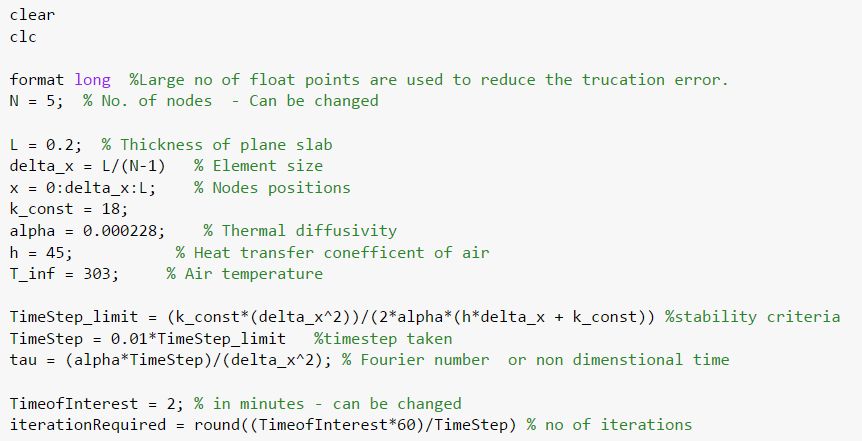 clear
clc
format long  %Large no of float points are used to reduce the trucation error.
N = 5;  % No. of nodes  - Can be changed
L = 0.2;  % Thickness of plane slab
delta_x = L/(N-1)   % Element size
x = 0:delta_x:L;    % Nodes positions
k_const = 18;
alpha = 0.000228;    % Thermal diffusivity
h = 45;           % Heat transfer conefficent of air
T_inf = 303;     % Air temperature
TimeStep_limit = (k_const*(delta_x^2))/(2*alpha*(h*delta_x + k_const)) %stability criteria
TimeStep = 0.01*TimeStep_limit   %timestep taken
tau = (alpha*TimeStep)/(delta_x^2); % Fourier number  or non dimenstional time
TimeofInterest = 2; % in minutes - can be changed
iterationRequired = round((TimeofInterest*60)/TimeStep) % no of iterations